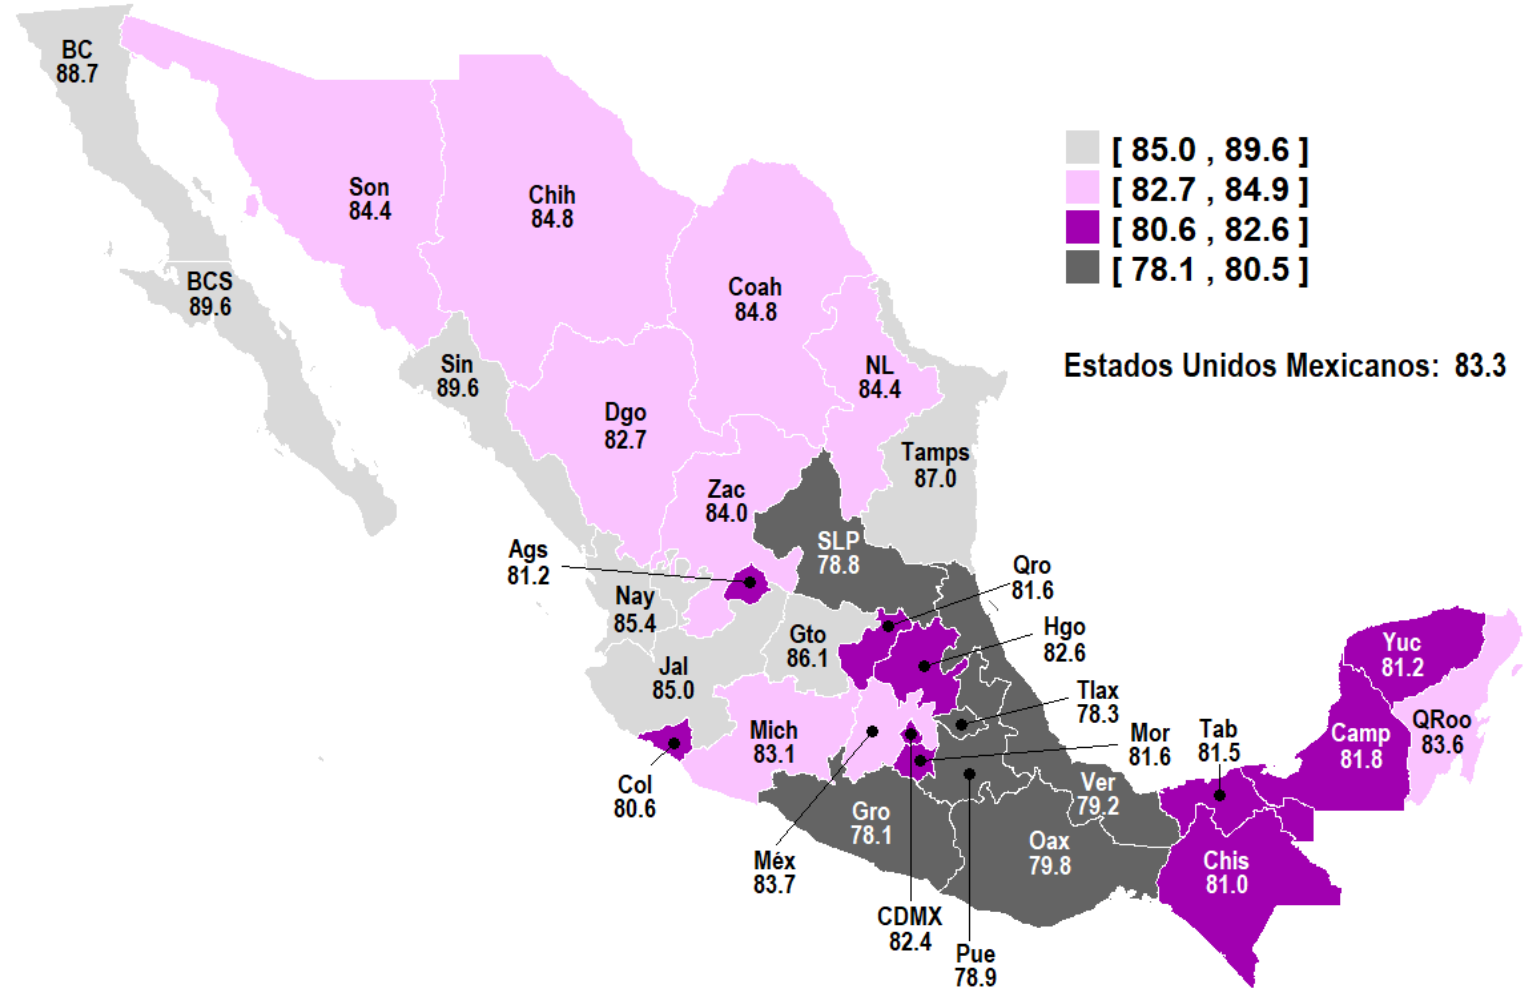 BC
88.7
[ 85.0 , 89.6 ]
[ 82.7 , 84.9 ]
[ 80.6 , 82.6 ]
[ 78.1 , 80.5 ]
Son
84.4
Chih
84.8
BCS
89.6
Coah
84.8
Sin
89.6
NL
84.4
Estados Unidos Mexicanos: 83.3
Dgo
82.7
Tamps
87.0
Zac
84.0
SLP
78.8
Ags
81.2
Qro
81.6
Nay
85.4
Gto
86.1
Hgo
82.6
Yuc
81.2
Jal
85.0
Tlax
78.3
Mich
83.1
Mor
81.6
Tab
81.5
Camp
81.8
QRoo
83.6
Col
80.6
Ver
79.2
Gro
78.1
Oax
79.8
Méx
83.7
Chis
81.0
CDMX
82.4
Pue
78.9